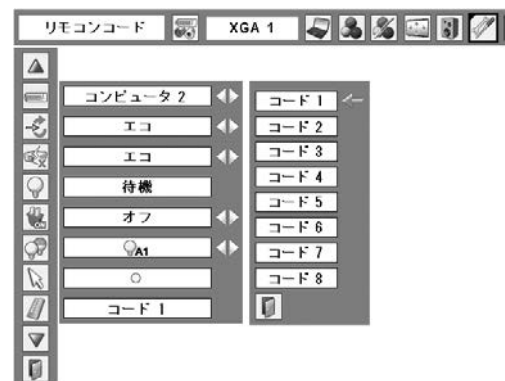 リモコンコード
XGA 1
コンピュータ 2
エコ
エコ
待機
オフ
A1
コード 1
コード 1
コード 2
コード 3
コード 4
コード 5
コード 6
コード 7
コード 8
ON